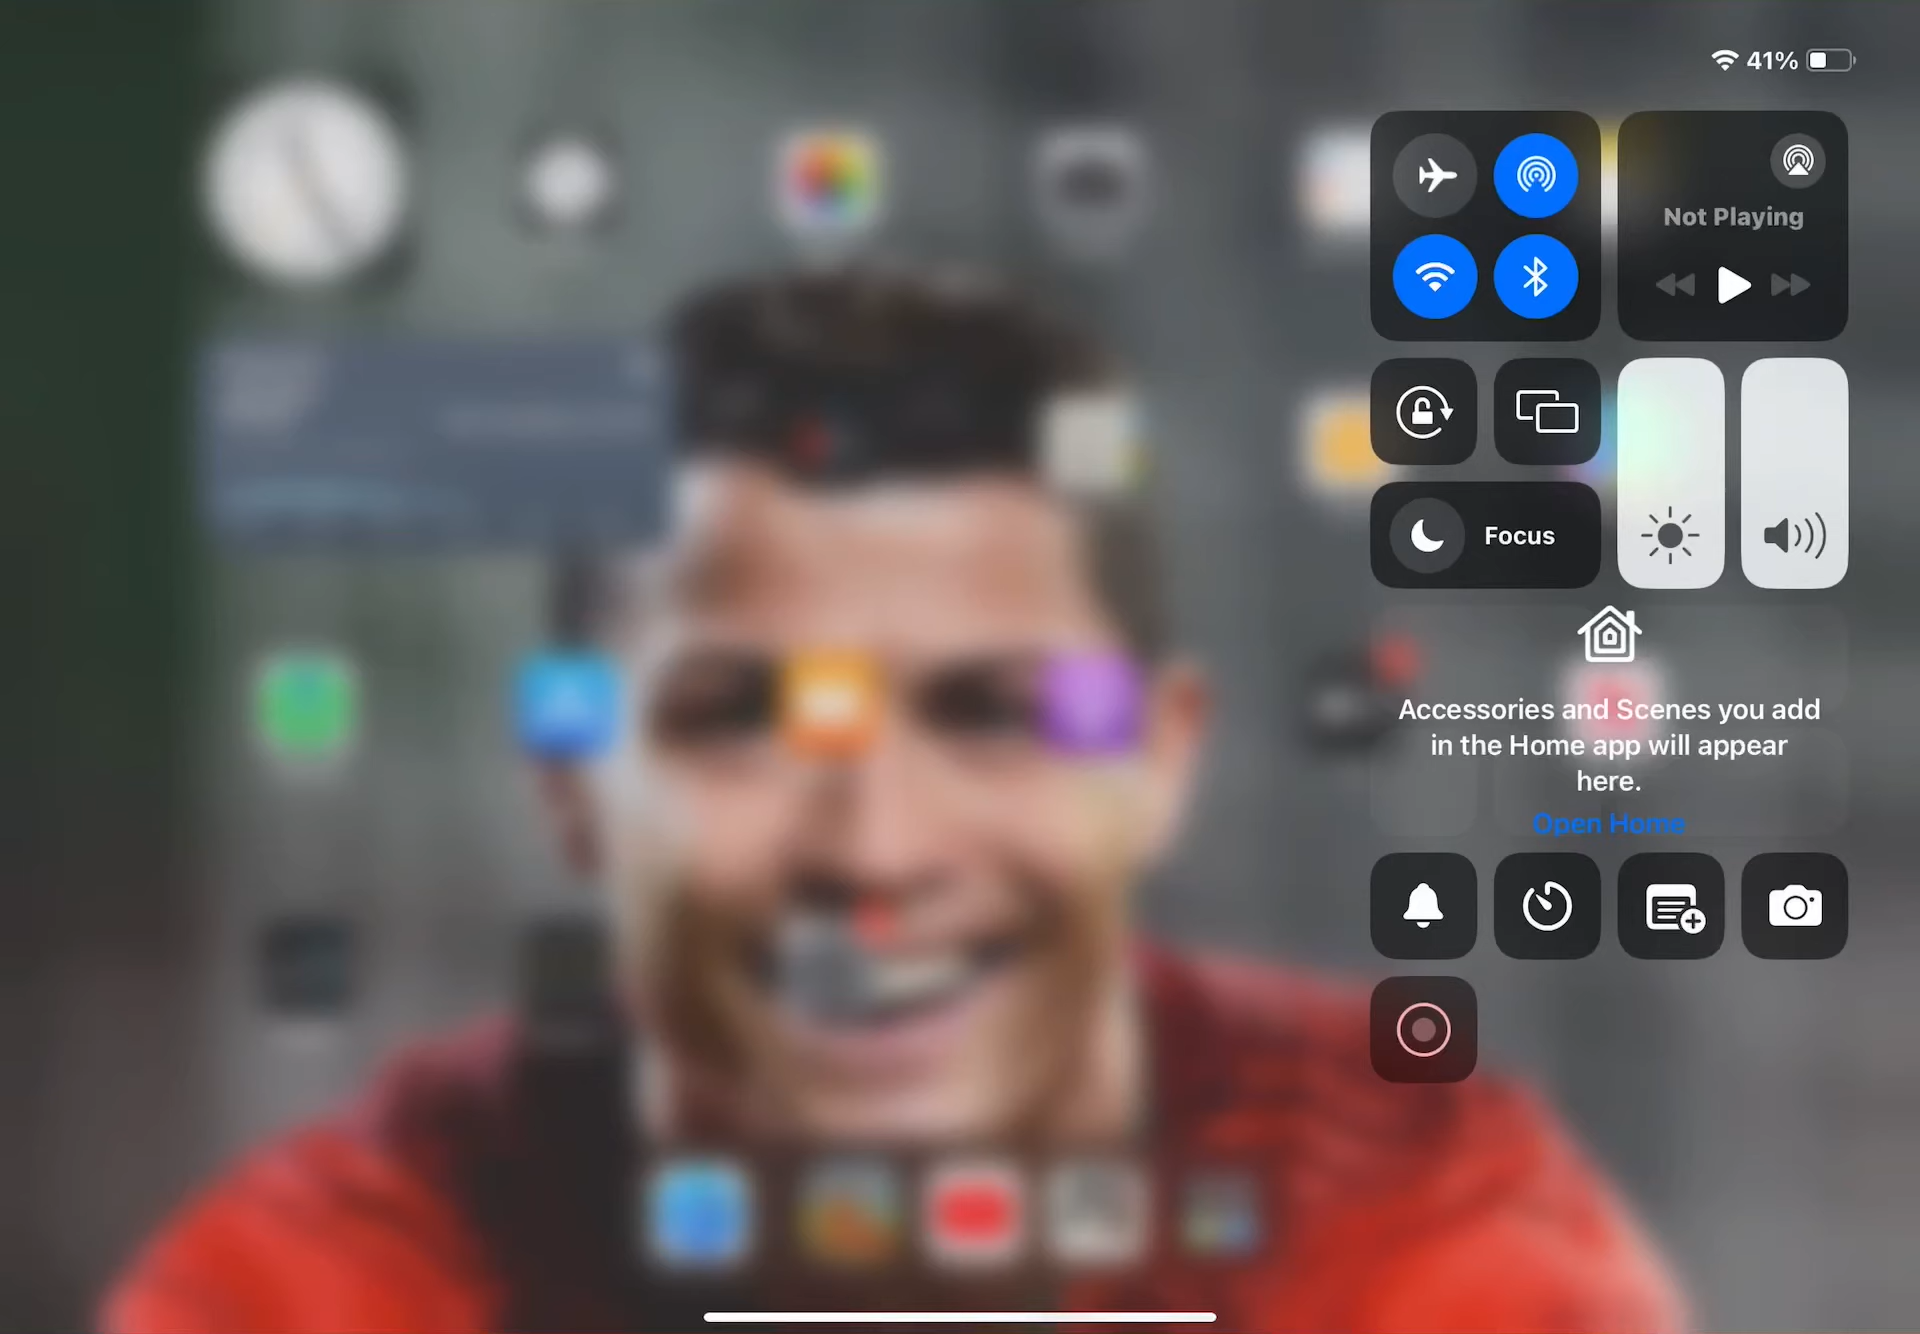 41%
Not Playing
Focus
Accessories and Scenes you add
in the Home app will appear
here.
Open Home